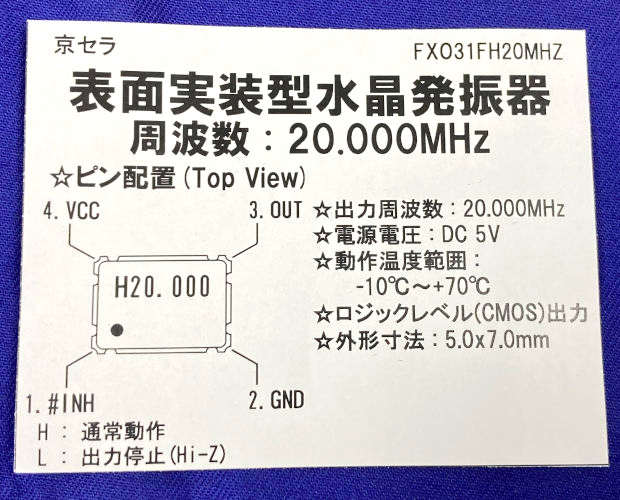 京セラ
FXO31FH20MHZ
表面実装型水晶発振器
周波数：20.000MHz
☆ピン配置(Top View)
4. VCC
3. OUT
H20.000
1. #INH
2. GND
H : 通常動作
L : 出力停止(Hi-Z)
☆出力周波数：20.000MHz
☆電源電圧：DC 5V
☆動作温度範囲：
-10℃～+70℃
☆ロジックレベル(CMOS)出力
☆外形寸法：5.0x7.0mm